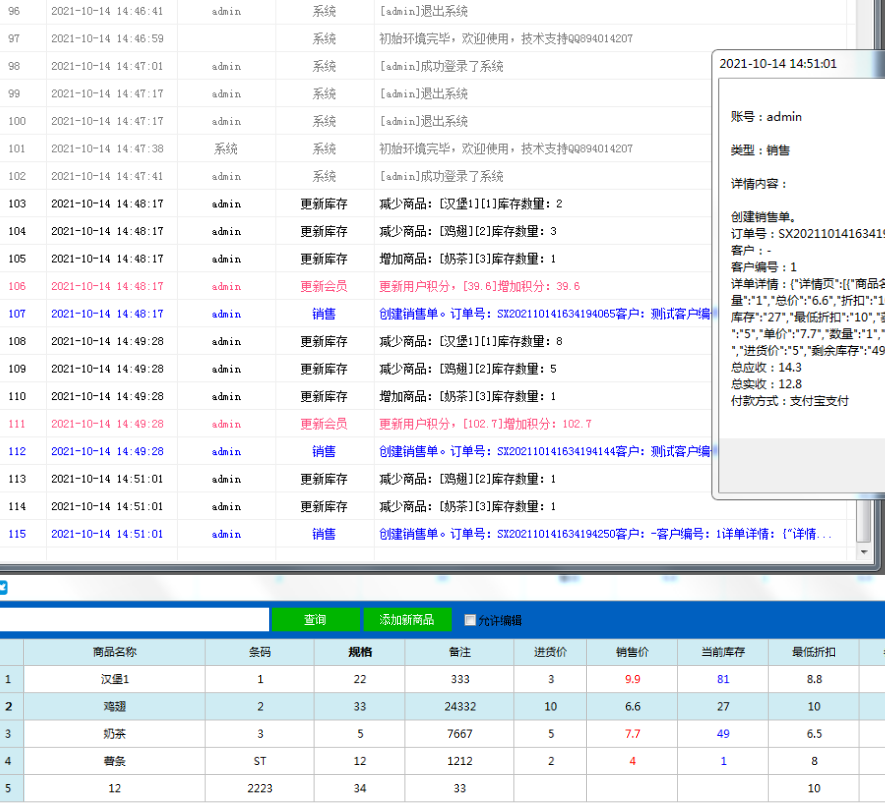 96 2021-10-14 14:46:41 admin 系统 [admin]退出系统
97 2021-10-14 14:46:59 系统 初始环境完毕，欢迎使用，技术支持QQ894014207
98 2021-10-14 14:47:01 admin 系统 [admin]成功登录了系统
99 2021-10-14 14:47:17 admin 系统 [admin]退出系统
100 2021-10-14 14:47:17 admin 系统 [admin]退出系统
101 2021-10-14 14:47:38 系统 系统 初始环境完毕，欢迎使用，技术支持QQ894014207
102 2021-10-14 14:47:41 admin 系统 [admin]成功登录了系统
103 2021-10-14 14:48:17 admin 更新库存 减少商品：[汉堡1][1]库存数量：2
104 2021-10-14 14:48:17 admin 更新库存 减少商品：[鸡翅][2]库存数量：3
105 2021-10-14 14:48:17 admin 更新库存 增加商品：[奶茶][3]库存数量：1
106 2021-10-14 14:48:17 admin 更新会员 更新用户积分，[39.6]增加积分：39.6
107 2021-10-14 14:48:17 admin 销售 创建销售单。订单号：SX202110141634194065客户：测试客户编
108 2021-10-14 14:49:28 admin 更新库存 减少商品：[汉堡1][1]库存数量：8
109 2021-10-14 14:49:28 admin 更新库存 减少商品：[鸡翅][2]库存数量：5
110 2021-10-14 14:49:28 admin 更新库存 增加商品：[奶茶][3]库存数量：1
111 2021-10-14 14:49:28 admin 更新会员 更新用户积分，[102.7]增加积分：102.7
112 2021-10-14 14:49:28 admin 销售 创建销售单。订单号：SX202110141634194144客户：测试客户编
113 2021-10-14 14:51:01 admin 更新库存 减少商品：[鸡翅][2]库存数量：1
114 2021-10-14 14:51:01 admin 更新库存 减少商品：[奶茶][3]库存数量：1
115 2021-10-14 14:51:01 admin 销售 创建销售单。订单号：SX202110141634194250客户：-客户编号：1详单详情：{"详情...
2021-10-14 14:51:01
账号：admin
类型：销售
详情内容：
创建销售单。
订单号：SX2021101416341
客户：-
客户编号：1
详单详情：{"详情页":[{"商品
量":"1","总价":"6.6","折扣":"1
库存":"27","最低折扣":"10","
":"5","单价":"7.7","数量":"1","
","进货价":"5","剩余库存":"49
总应收：14.3
总实收：12.8
付款方式：支付宝支付
查询 添加新商品 允许编辑
商品名称 条码 规格 备注 进货价 销售价 当前库存 最低折扣
1 汉堡1 1 22 333 3 9.9 81 8.8
2 鸡翅 2 33 24332 10 6.6 27 10
3 奶茶 3 5 7667 5 7.7 49 6.5
4 薯条 ST 12 1212 2 4 1 8
5 12 2223 34 33 10